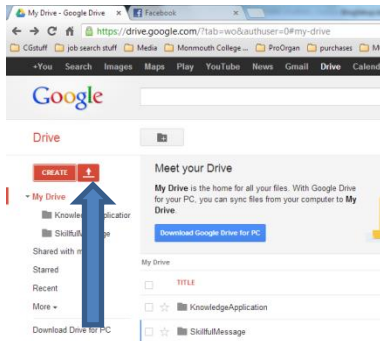 My Drive - Google Drive
Facebook
https://drive.google.com/?tab=wo&authuser=0#my-drive
CGstuff job search stuff Media Monmouth College... ProOrgan purchases
+You Search Images Maps Play YouTube News Gmail Drive Calend
Google
Drive
CREATE
Meet your Drive
My Drive is the home for all your files. With Google Drive
for your PC, you can sync files from your computer to My
Drive.
Download Google Drive for PC
My Drive
Shared with
Starred
Recent
More
Download Drive for PC
My Drive
TITLE
KnowledgeApplication
SkillfulMessage